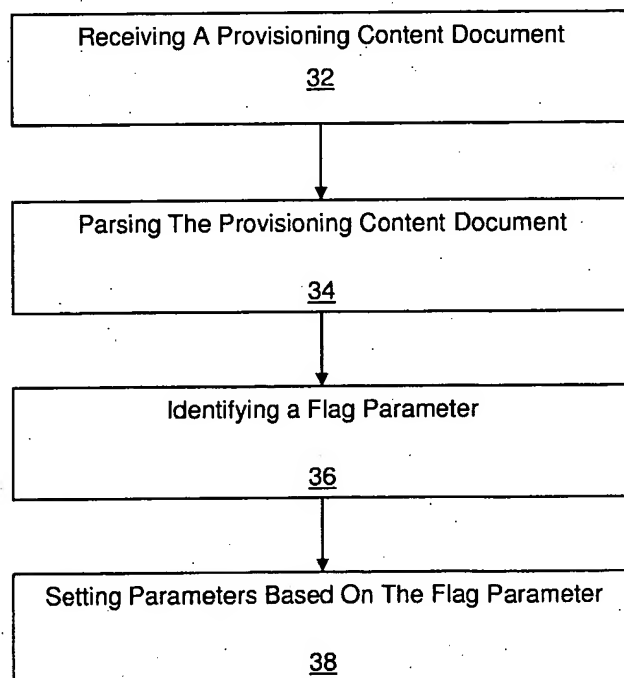 Receiving A Provisioning Content Document
32
Parsing The Provisioning Content Document
34
Identifying a Flag Parameter
36
Setting Parameters Based On The Flag Parameter
38